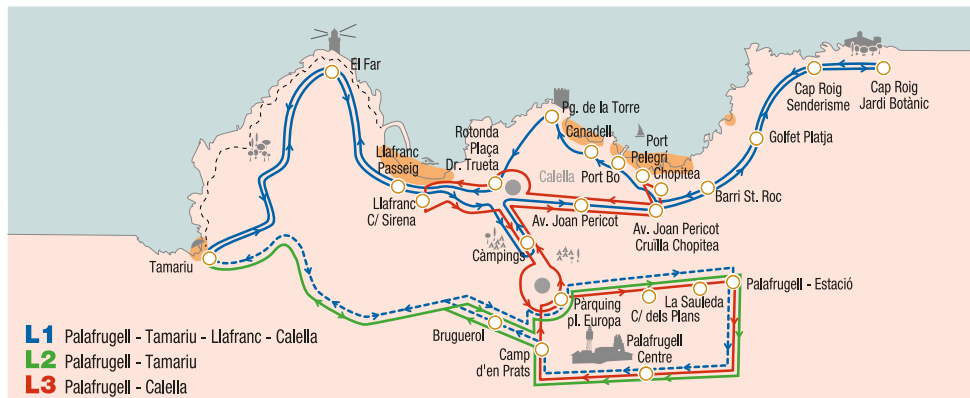 El Far
Cap Roig
Senderisme
Cap Roig
Jardi Botànic
Pg. de la Torre
Canadell
Port
Pelegrí
Chopitea
Golfet Platja
Rotonda
Plaça
Dr. Trueta
Llafranc
Passeig
Calella
Port Bo
Barri St. Roc
Llafranc
C/ Sirena
Av. Joan Pericot
Av. Joan Pericot
Cruïlla Chopitea
Càmpings
Tamariu
Palafrugell - Estació
Pàrquing
pl. Europa
La Sauleda
C/ dels Plans
Bruguerol
Camp
d'en Prats
Palafrugell
Centre
L1 Palafrugell - Tamariu - Llafranc - Calella
L2 Palafrugell - Tamariu
L3 Palafrugell - Calella